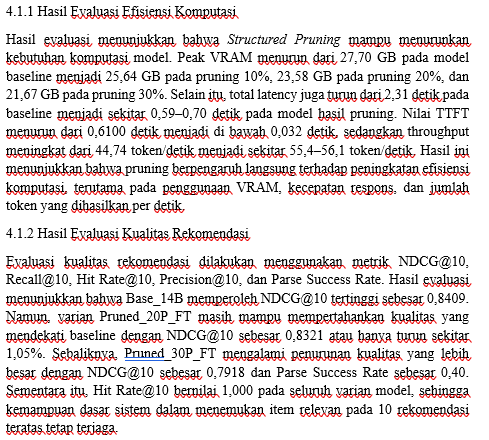 4.1.1 Hasil Evaluasi Efisiensi Komputasi
Hasil evaluasi menunjukkan bahwa Structured Pruning mampu menurunkan
kebutuhan komputasi model. Peak VRAM menurun dari 27,70 GB pada model
baseline menjadi 25,64 GB pada pruning 10%, 23,58 GB pada pruning 20%, dan
21,67 GB pada pruning 30%. Selain itu, total latency juga turun dari 2,31 detik pada
baseline menjadi sekitar 0,59–0,70 detik pada model hasil pruning. Nilai TTFT
menurun dari 0,6100 detik menjadi di bawah 0,032 detik, sedangkan throughput
meningkat dari 44,74 token/detik menjadi sekitar 55,4–56,1 token/detik. Hasil ini
menunjukkan bahwa pruning berpengaruh langsung terhadap peningkatan efisiensi
komputasi, terutama pada penggunaan VRAM, kecepatan respons, dan jumlah
token yang dihasilkan per detik.
4.1.2 Hasil Evaluasi Kualitas Rekomendasi
Evaluasi kualitas rekomendasi dilakukan menggunakan metrik NDCG@10,
Recall@10, Hit Rate@10, Precision@10, dan Parse Success Rate. Hasil evaluasi
menunjukkan bahwa Base_14B memperoleh NDCG@10 tertinggi sebesar 0,8409.
Namun, varian Pruned_20P_FT masih mampu mempertahankan kualitas yang
mendekati baseline dengan NDCG@10 sebesar 0,8321 atau hanya turun sekitar
1,05%. Sebaliknya, Pruned_30P_FT mengalami penurunan kualitas yang lebih
besar dengan NDCG@10 sebesar 0,7918 dan Parse Success Rate sebesar 0,40.
Sementara itu, Hit Rate@10 bernilai 1,000 pada seluruh varian model, sehingga
kemampuan dasar sistem dalam menemukan item relevan pada 10 rekomendasi
teratas tetap terjaga.